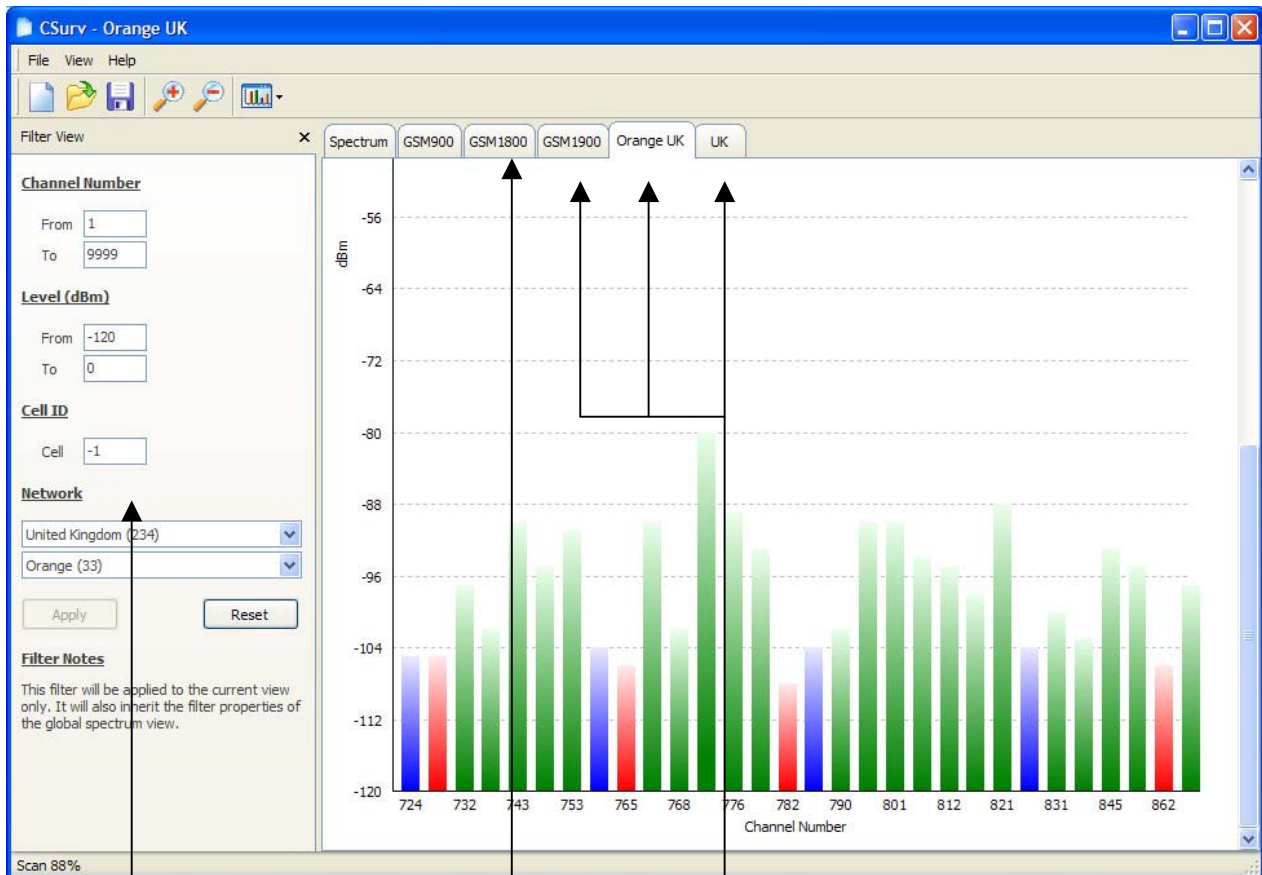 CSurv - Orange UK
File View Help
Filter View
Spectrum GSM900 GSM1800 GSM1900 Orange UK UK
Channel Number
From 1
To 9999
Level (dBm)
From -120
To 0
Cell ID
Cell -1
Network
United Kingdom (234)
Orange (33)
Apply Reset
Filter Notes
This filter will be applied to the current view
only. It will also inherit the filter properties of
the global spectrum view.
dBm
-56
-64
-72
-80
-88
-96
-104
-112
-120
724 732 743 753 765 768 776 782 790 801 812 821 831 845 862
Channel Number
Scan 88%